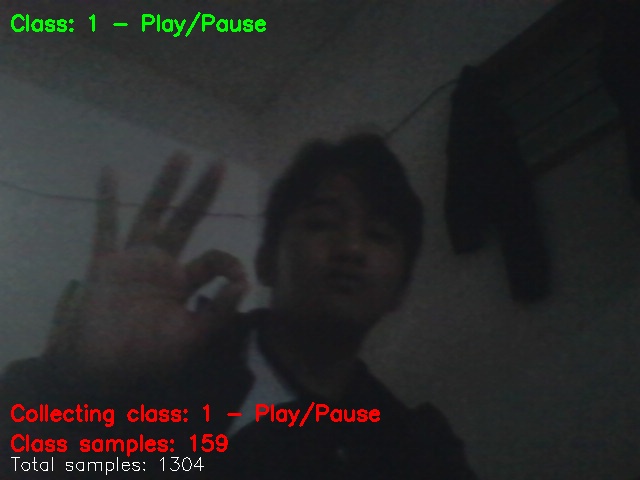 Class: 1 - Play/Pause
Collecting class: 1 - Play/Pause
Class samples: 159
Total samples: 1304